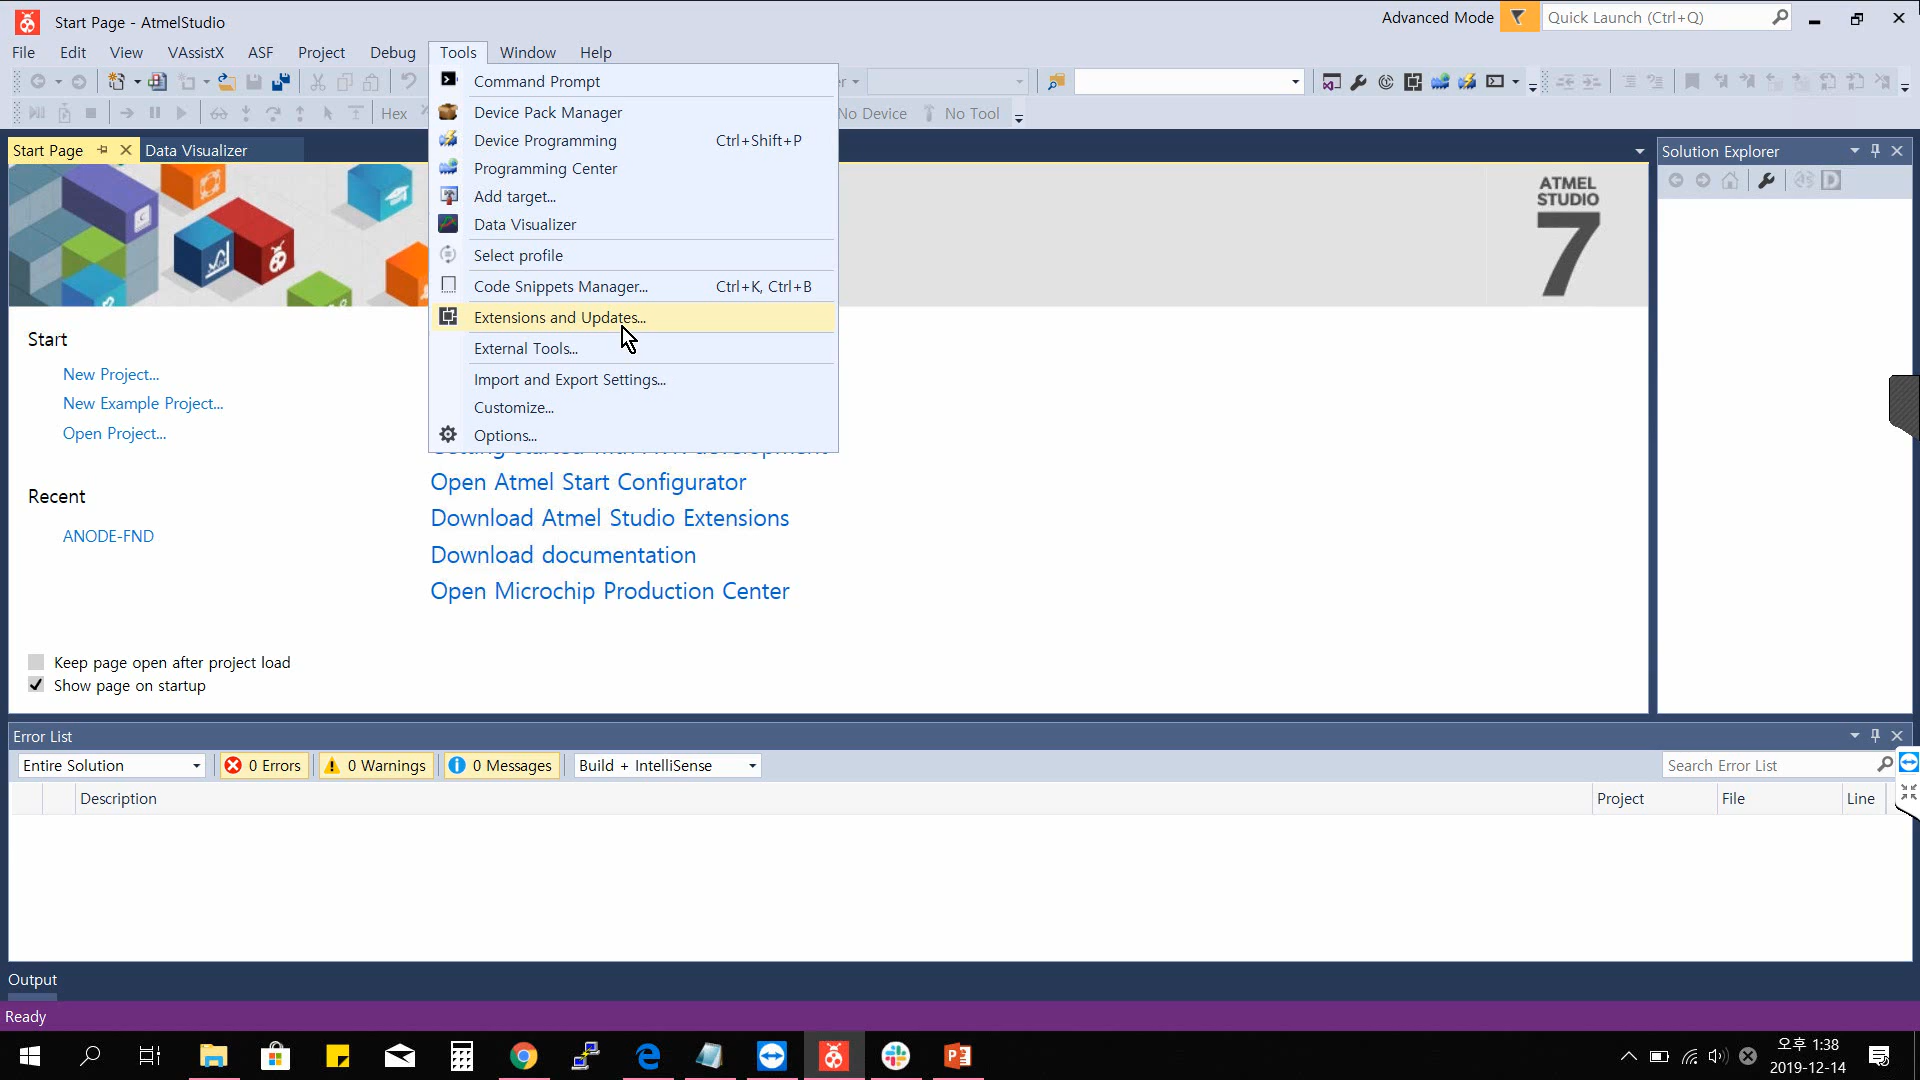 Start Page - AtmelStudio
Advanced Mode
Quick Launch (Ctrl+Q)
File Edit View VAssistX ASF Project Debug Tools Window Help
Hex
No Device
No Tool
Command Prompt
Device Pack Manager
Device Programming Ctrl+Shift+P
Programming Center
Add target...
Data Visualizer
Select profile
Code Snippets Manager... Ctrl+K, Ctrl+B
Extensions and Updates...
External Tools...
Import and Export Settings...
Customize...
Options...
Start Page
Data Visualizer
Solution Explorer
ATMEL
STUDIO
7
Start
New Project...
New Example Project...
Open Project...
Recent
ANODE-FND
Open Atmel Start Configurator
Download Atmel Studio Extensions
Download documentation
Open Microchip Production Center
Keep page open after project load
Show page on startup
Error List
Entire Solution
0 Errors
0 Warnings
0 Messages
Build + IntelliSense
Search Error List
Description Project File Line
Output
Ready
오후 1:38
2019-12-14